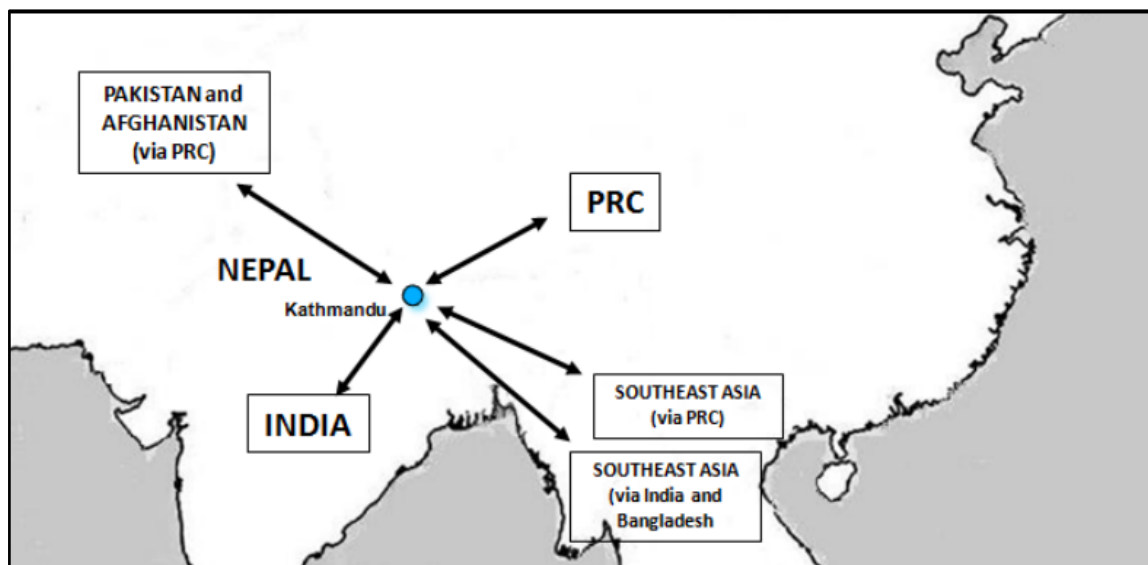 PAKISTAN and
AFGHANISTAN
(via PRC)
PRC
NEPAL
Kathmandu
INDIA
SOUTHEAST ASIA
(via PRC)
SOUTHEAST ASIA
(via India and
Bangladesh